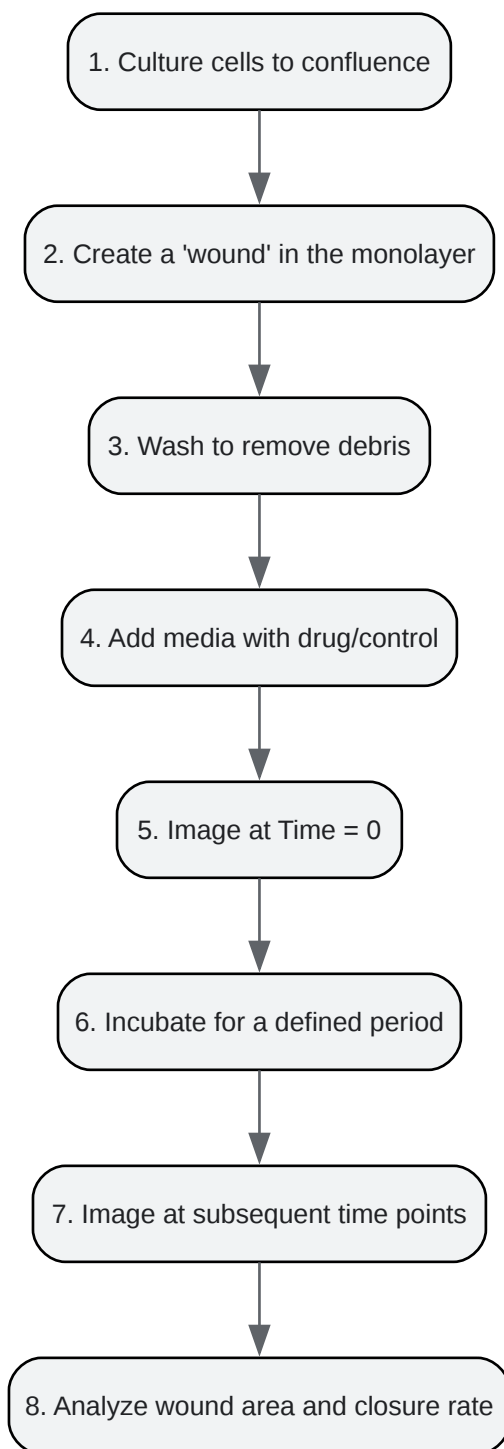 1. Culture cells to confluence
2. Create a 'wound' in the monolayer
3. Wash to remove debris
4. Add media with drug/control
5. Image at Time = 0
6. Incubate for a defined period
7. Image at subsequent time points
8. Analyze wound area and closure rate